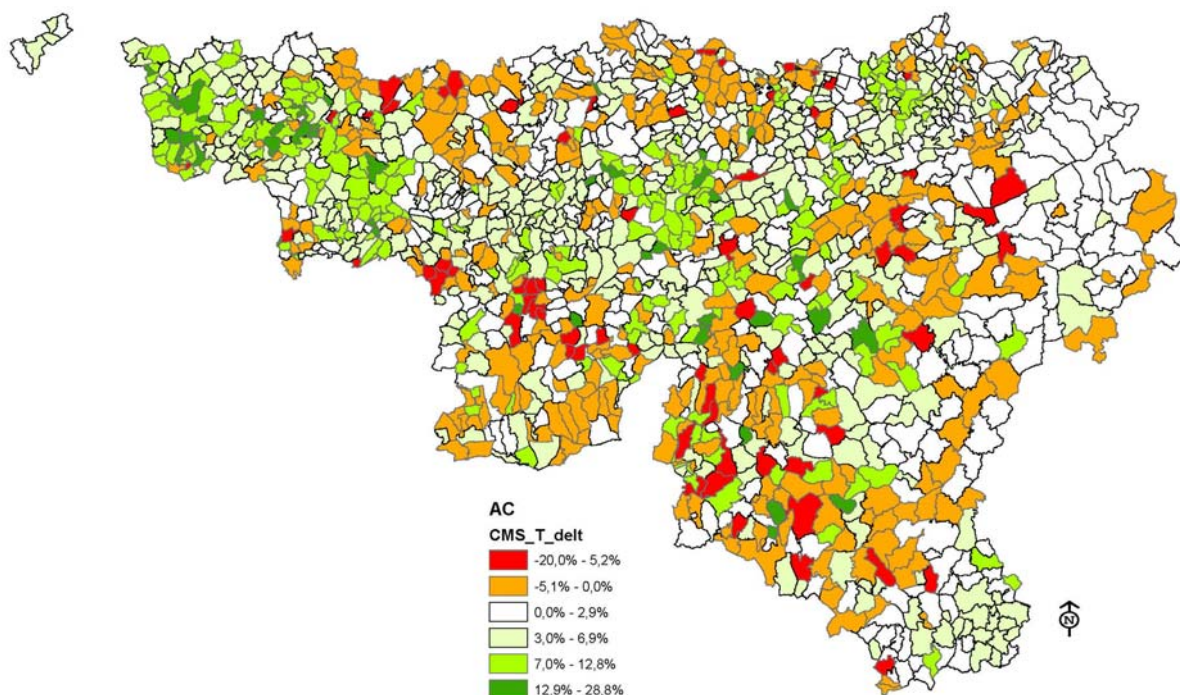 AC
CMS_T_delt
-20,0% - 5,2%
-5,1% - 0,0%
0,0% - 2,9%
3,0% - 6,9%
7,0% - 12,8%
12,9% - 28,8%
N